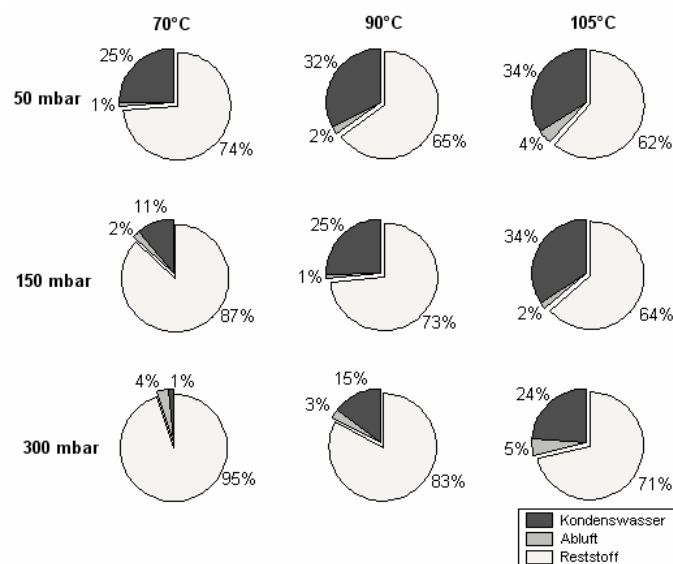 70°C 90°C 105°C
25% 32% 34%
50 mbar
1% 2% 4%
74% 65% 62%
11% 25% 34%
2%
150 mbar
1% 2%
87% 73% 64%
4% 1% 15% 24%
3%
300 mbar
5%
95% 83% 71%
Kondenswasser
Abluft
Reststoff